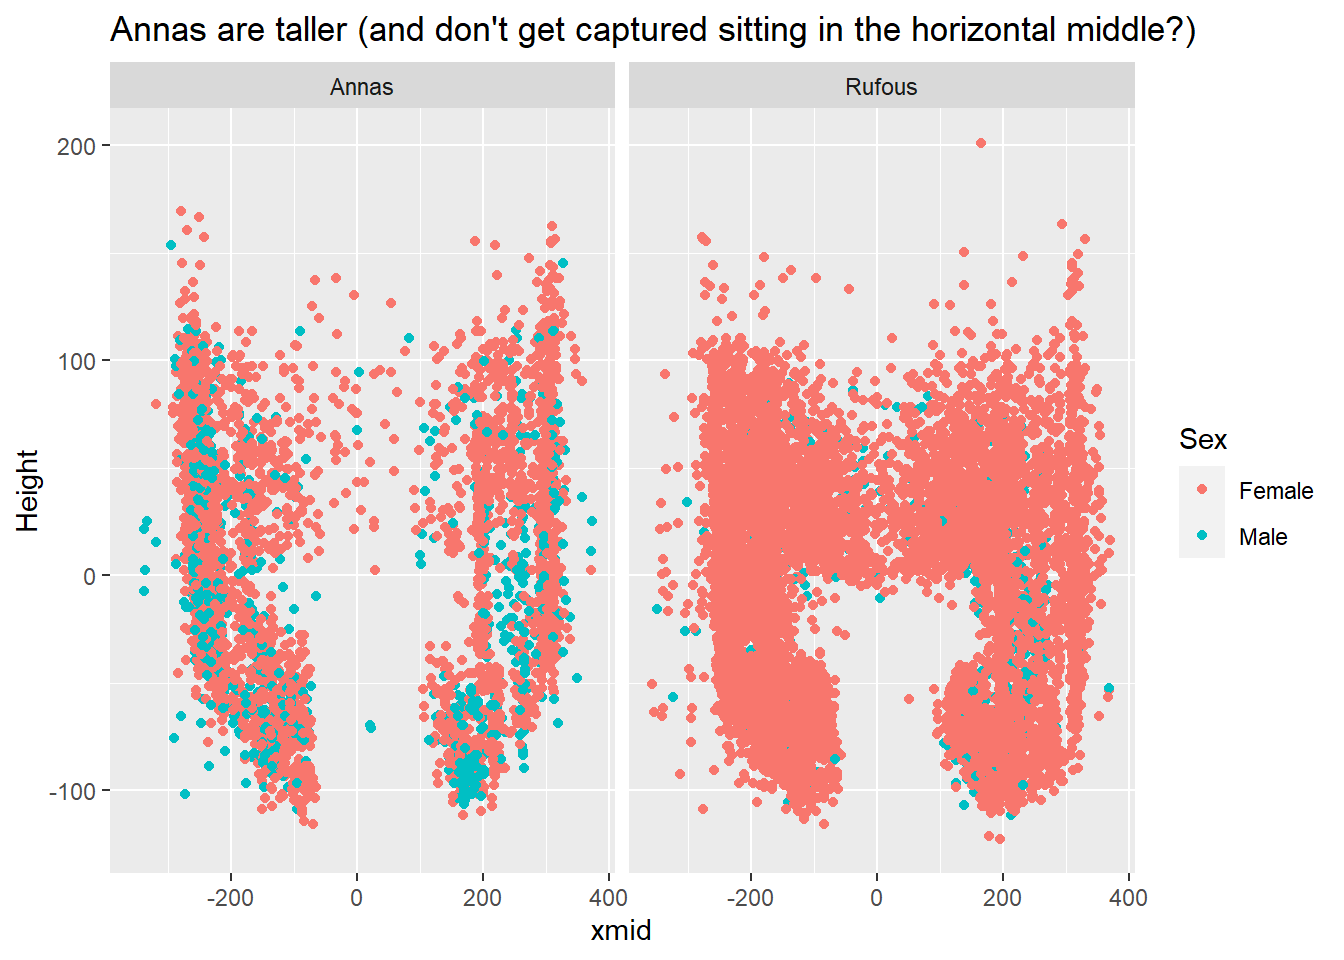 Annas are taller (and don't get captured sitting in the horizontal middle?)
Annas
Rufous
200
100
0
-100
Height
-200
0
200
400
-200
0
200
400
xmid
Sex
Female
Male